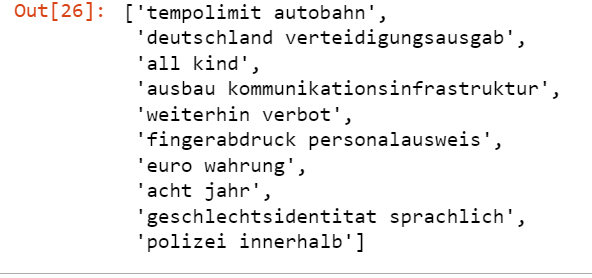 Out[26]: ['tempolimit autobahn',
'deutschland verteidigungsausgab',
'all kind',
'ausbau kommunikationsinfrastruktur',
'weiterhin verbot',
'fingerabdruck personalausweis',
'euro wahrung',
'acht jahr',
'geschlechtsidentitat sprachlich',
'polizei innerhalb']